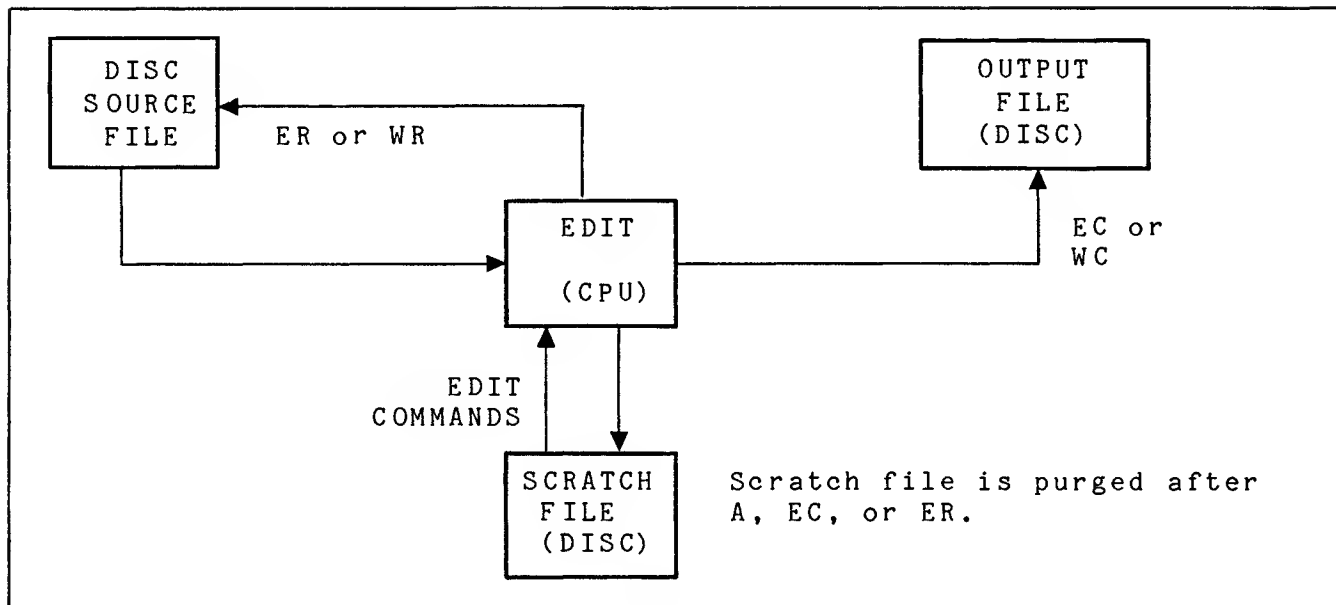 DISC
SOURCE
FILE
ER or WR
OUTPUT
FILE
(DISC)
EDIT
(CPU)
EC or
WC
EDIT
COMMANDS
SCRATCH
FILE
(DISC)
Scratch file is purged after
A, EC, or ER.